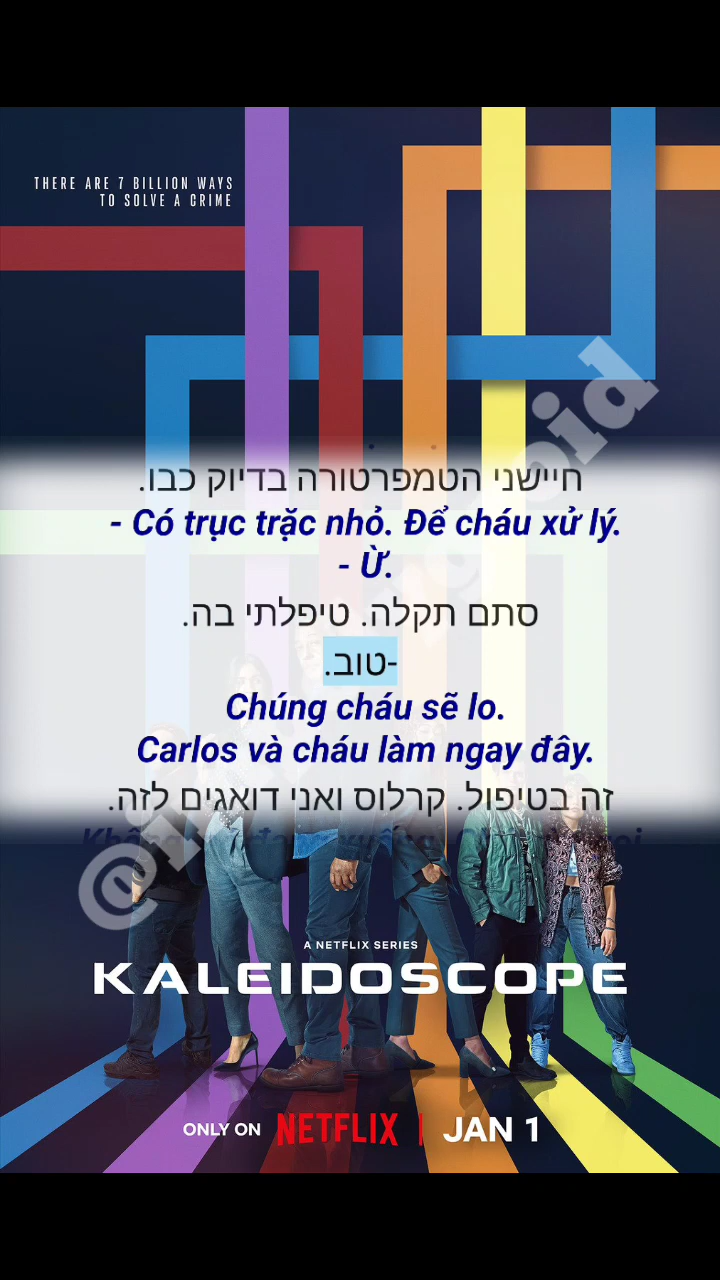 THERE ARE 7 BILLION WAYS
TO SOLVE A CRIME
חיישני הטמפרטורה בדיוק כבו.
- Có trục trặc nhỏ. Để cháu xử lý.
- Ừ.
סתם תקלה. טיפלתי בה.
-טוב.
Chúng cháu sẽ lo.
Carlos và cháu làm ngay đây.
זה בטיפול. קרלוס ואני דואגים לזה.
A NETFLIX SERIES
KALEIDOSCOPE
ONLY ON NETFLIX | JAN 1